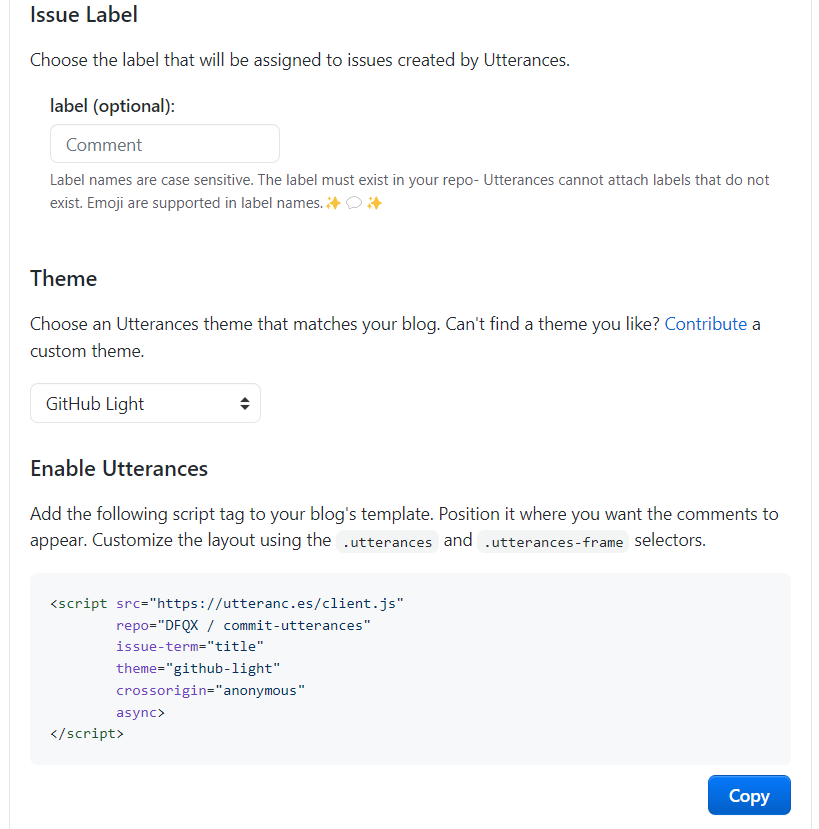 Issue Label
Choose the label that will be assigned to issues created by Utterances.
label (optional):
Comment
Label names are case sensitive. The label must exist in your repo- Utterances cannot attach labels that do not
exist. Emoji are supported in label names.✨💬✨
Theme
Choose an Utterances theme that matches your blog. Can't find a theme you like? Contribute a
custom theme.
GitHub Light
Enable Utterances
Add the following script tag to your blog's template. Position it where you want the comments to
appear. Customize the layout using the .utterances and .utterances-frame selectors.
<script src="https://utteranc.es/client.js"
repo="DFQX / commit-utterances"
issue-term="title"
theme="github-light"
crossorigin="anonymous"
async>
</script>
Copy